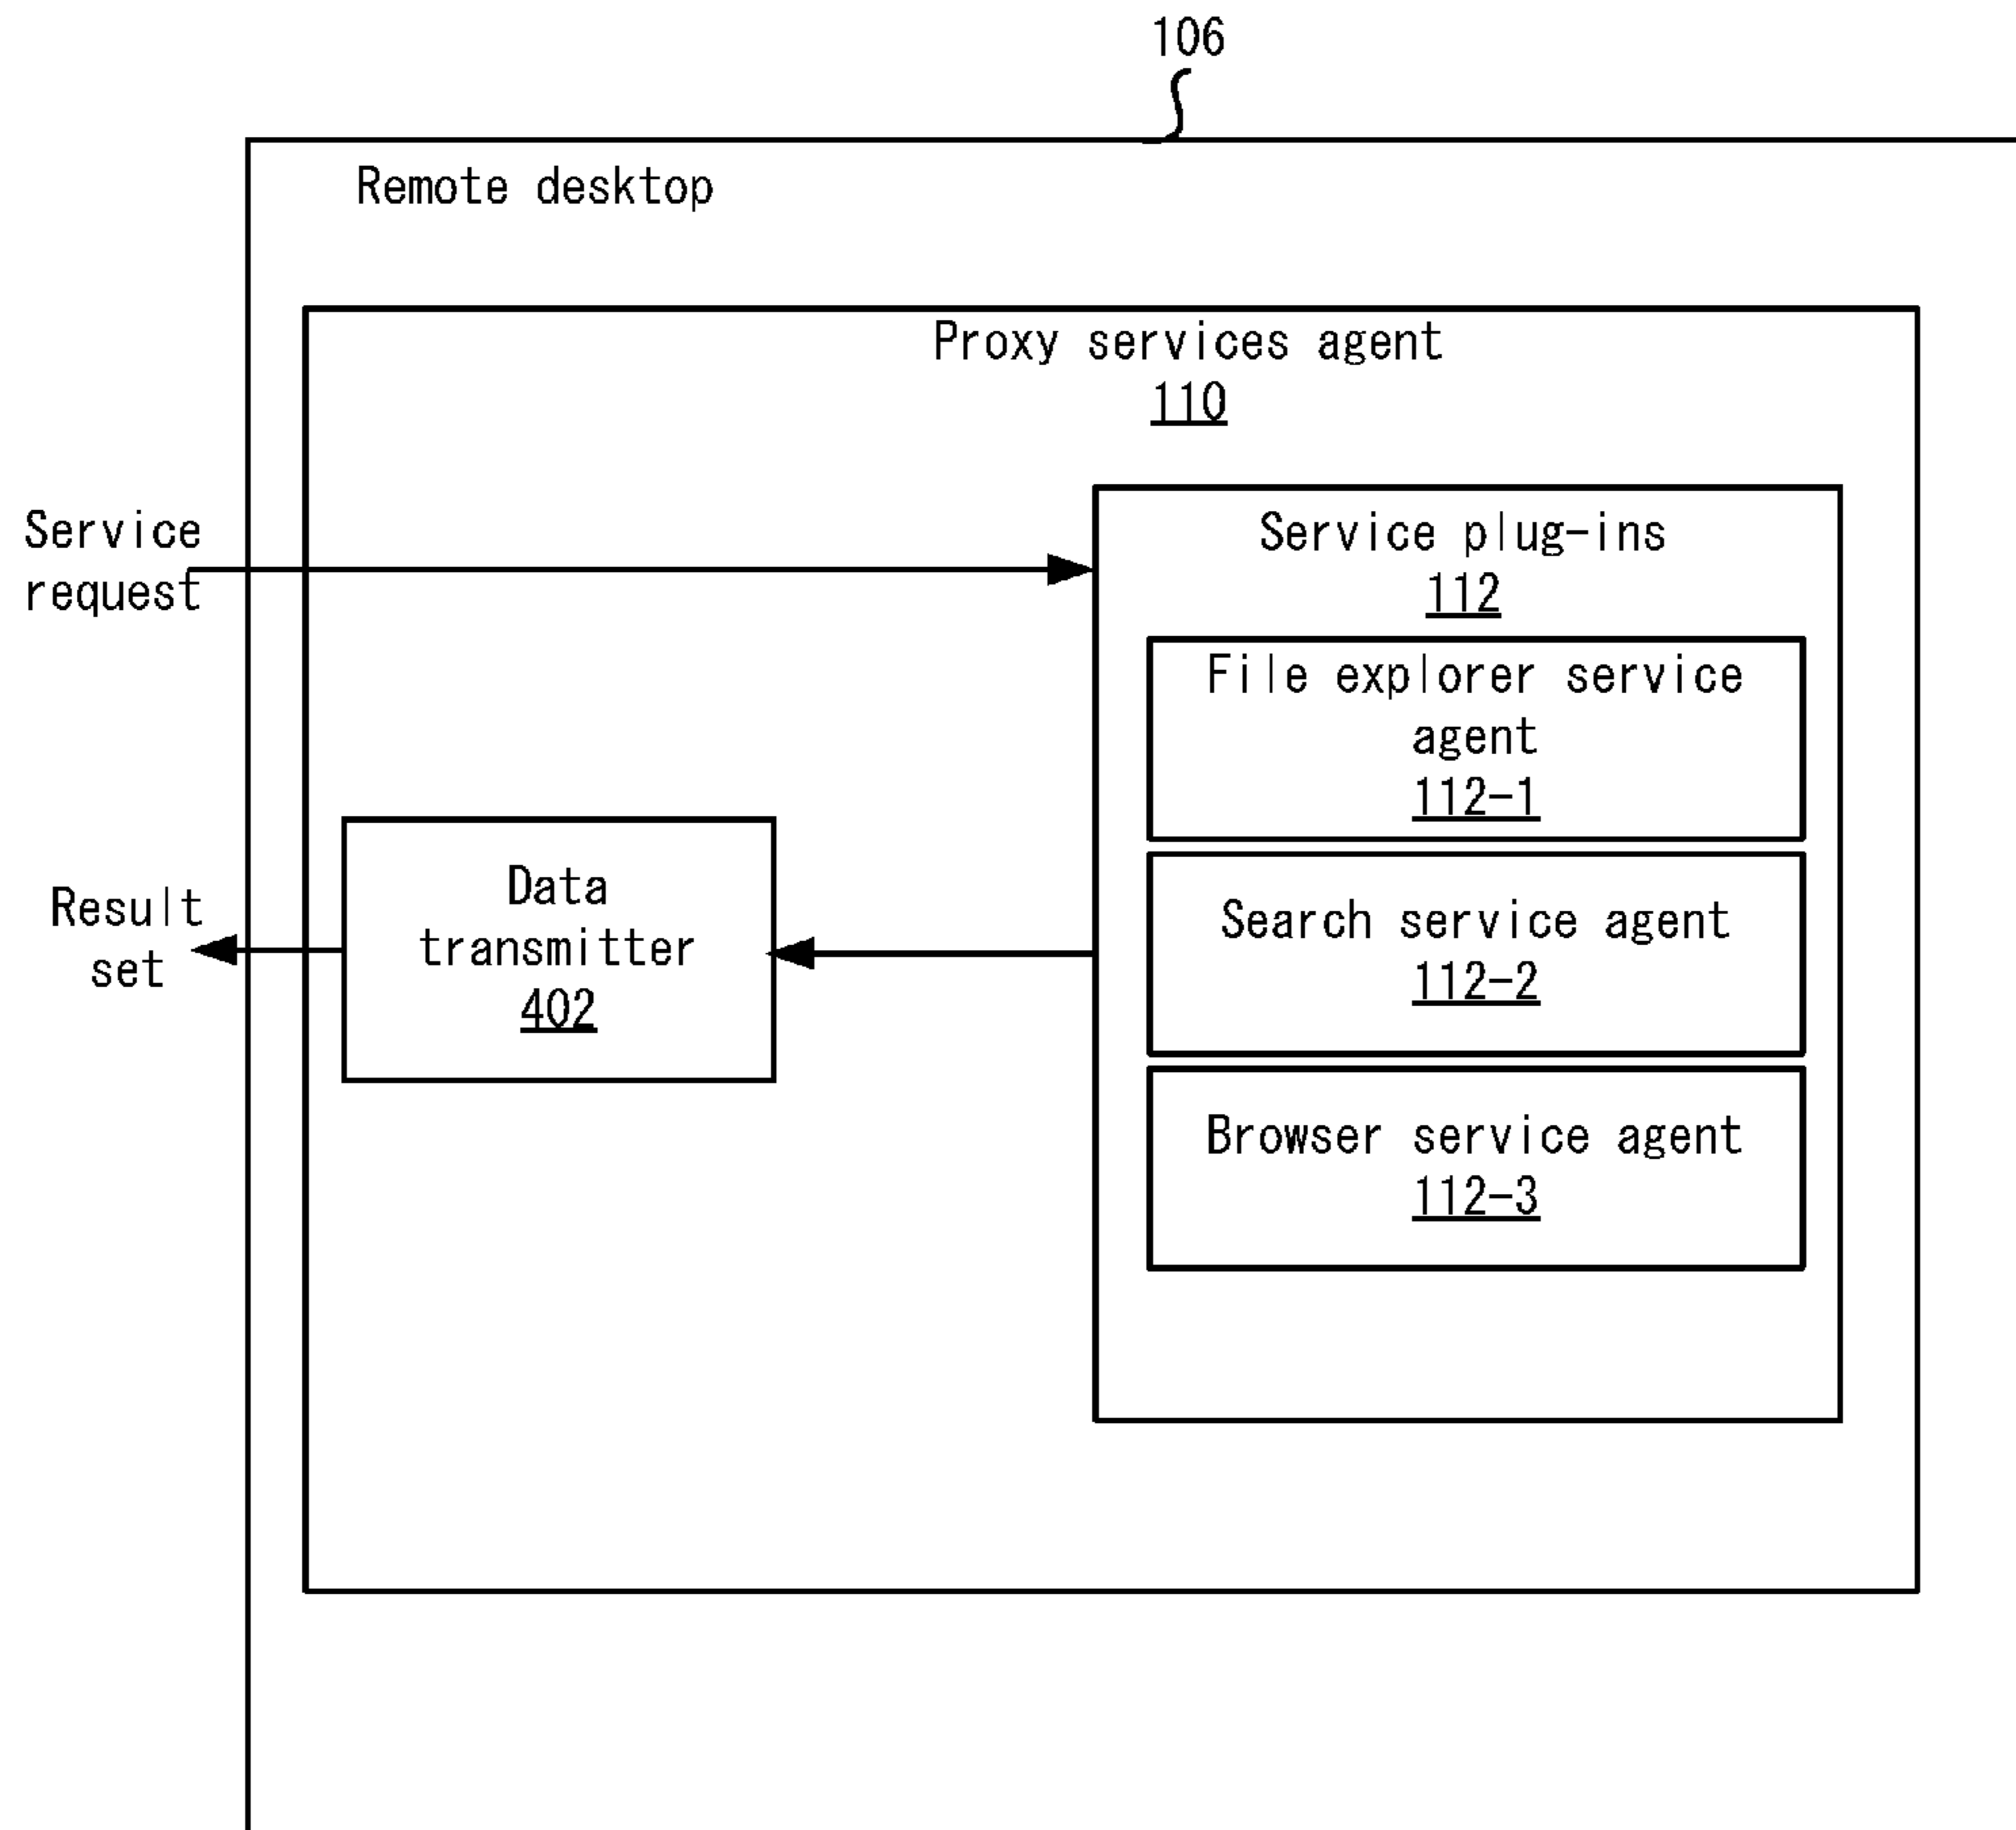 106
Remote desktop
Proxy services agent
110
Service
request
Service plug-ins
112
File explorer service
agent
112-1
Data
transmitter
402
Result
set
Search service agent
112-2
Browser service agent
112-3